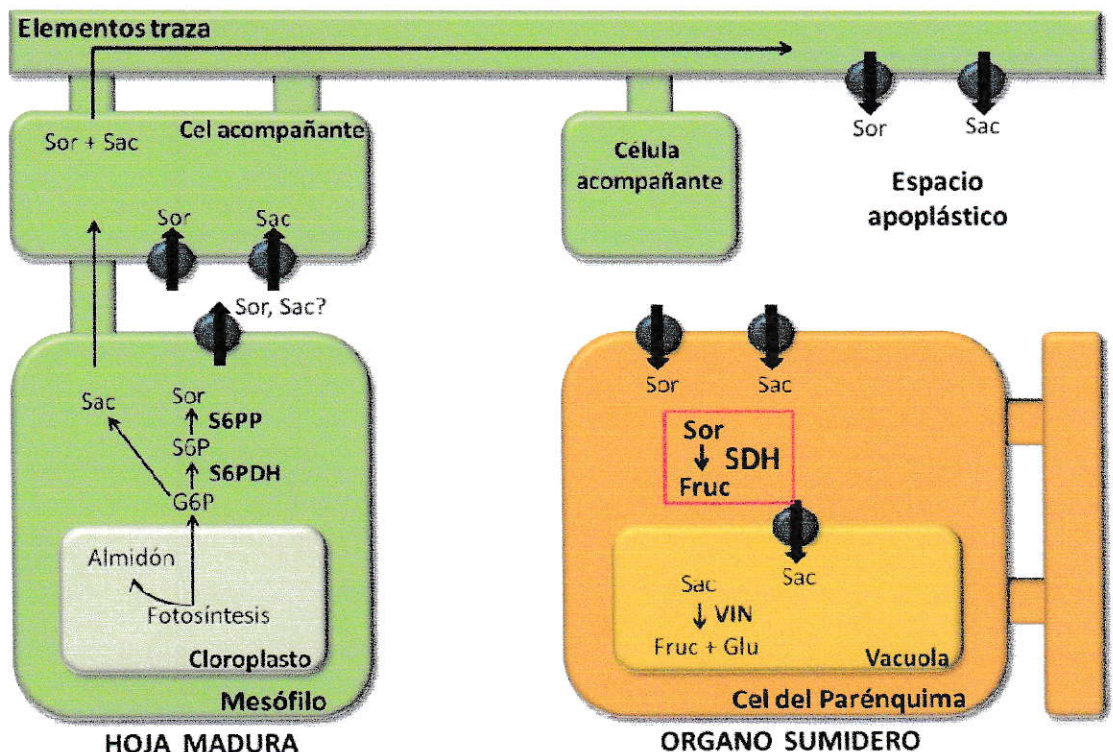 Elementos traza
Sor + Sac
Cel acompañante
Sor
Sac
Sor, Sac?
Sac
Sor
S6PP
S6P
S6PDH
G6P
Almidón
Fotosíntesis
Cloroplasto
Mesófilo
HOJA MADURA
Célula
acompañante
Sor
Sac
Espacio
apoplástico
Sor
Sac
Sor
SDH
Fruc
Sac
Sac
VIN
Fruc + Glu
Vacuola
Cel del Parénquima
ORGANO SUMIDERO